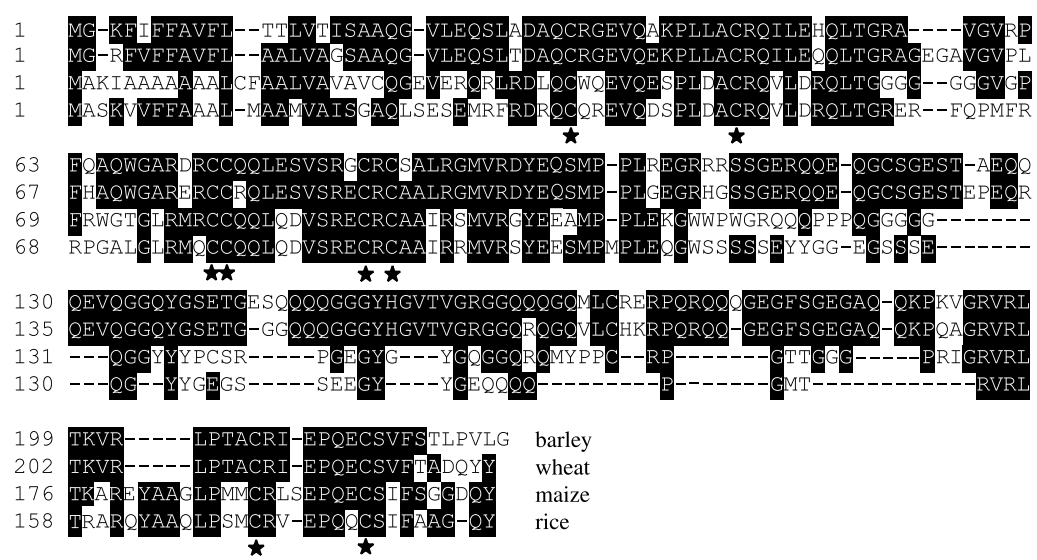 1 MG-KFIFFAVFL--TTLVTISAAQG-VLEQSLADAQCRGEVQAKPLLACRQILEHQLTGRA----VGVRP
1 MG-RFVFFAVFL--AALVAGSAAQG-VLEQSLTDAQCRGEVQEKPLLACRQILEQQLTGRAGEGAVGVPL
1 MAKIAAAAAAALCFAALVAVAVCQGEVERQRLRDLQCWQEVQESPLDACRQVLDRQLTGGGG--GGGVGP
1 MASKVVFFAAAL-MAAMVAISGAQLSESEMRFRDRQCQREVQDSPLDACRQVLDRQLTGRER--FQPMFR
★ ★
63 FQAQWGARDRCCQQLESVSRGCRCSALRGMVRDYEQSMP-PLREGRRRSSGERQQE-QGCSGEST-AEQQ
67 FHAQWGARERCCRQLESVSRECRCAALRGMVRDYEQSMP-PLGEGRHGSSGERQQE-QGCSGESTEPEQR
69 FRWGTGLRMRCCQQLQDVSRECRCAAIRSMVRGYEEAMP-PLEKGWWPWGRQQQPPPQGGGGG-------
68 RPGALGLRMQCCQQLQDVSRECRCAAIRRMVRSYEESMPMPLEQGWSSSSSEYYGG-EGSSSE-------
★★ ★ ★
130 QEVQGGQYGSETGESQQQQGGGYHGVTVGRGGQQQGQMLCRERPQRQQQGEGFSGEGAQ-QKPKVGRVRL
135 QEVQGGQYGSETG-GGQQQGGGYHGVTVGRGGQRQGQVLCHKRPQRQQ-GEGFSGEGAQ-QKPQAGRVRL
131 ---QGGYYYPCSR-----PGEGYG---YGQGGQRQMYPPC--RP-------GTTGGG-----PRIGRVRL
130 ---QG--YYGEGS-----SEEGY----YGEQQQQ---------P-------GMT------------RVRL
199 TKVR-----LPTACRI-EPQECSVFSTLPVLG barley
202 TKVR-----LPTACRI-EPQECSVFTADQYY wheat
176 TKAREYAAGLPMMCRLSEPQECSIFSGGDQY maize
158 TRARQYAAQLPSMCRV-EPQQCSIFAAG-QY rice
★ ★